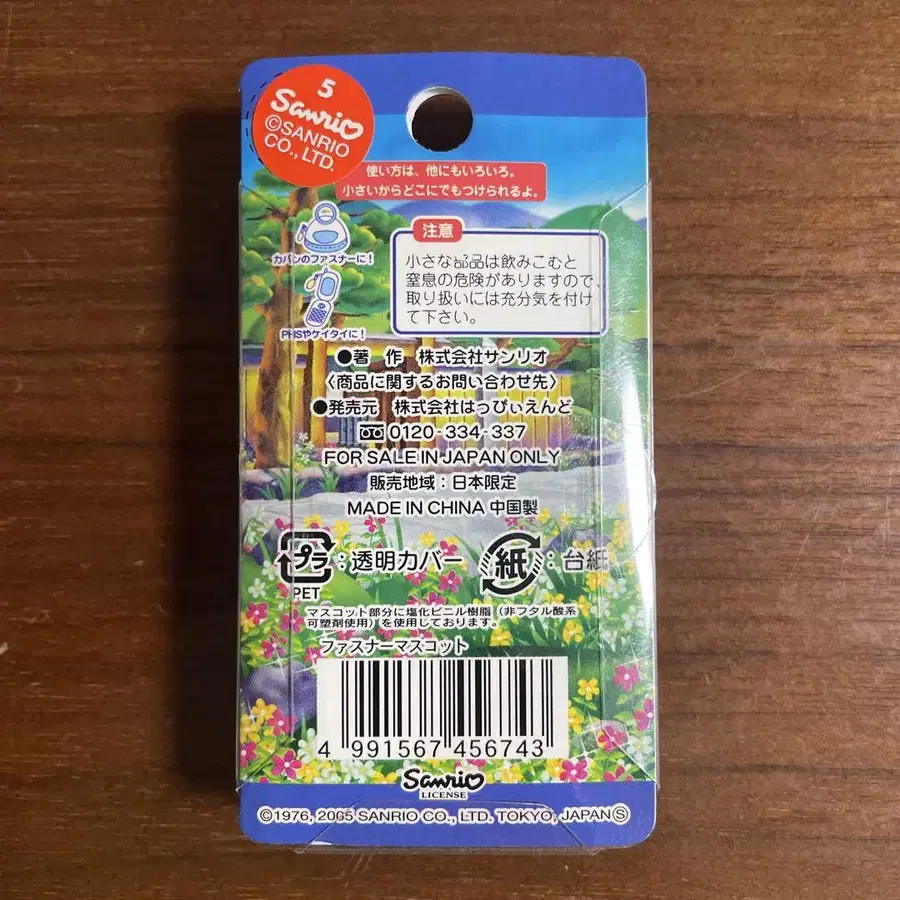 5
Sanrio
©SANRIO
CO., LTD.
使い方は、他にもいろいろ。
小さいからどこにでもつけられるよ。
カバンのファスナーに!
PHSやケイタイに!
注意
小さな部品は飲みこむと
窒息の危険がありますので、
取り扱いには充分気を付け
て下さい。
●著 作 株式会社サンリオ
〈商品に関するお問い合わせ先〉
●発売元 株式会社はっぴぃえんど
0120-334-337
FOR SALE IN JAPAN ONLY
販売地域：日本限定
MADE IN CHINA 中国製
プラ：透明カバー 紙：台紙
PET
マスコット部分に塩化ビニル樹脂（非フタル酸系
可塑剤使用）を使用しております。
ファスナーマスコット
4 991567 456743
Sanrio
LICENSE
©1976, 2005 SANRIO CO., LTD. TOKYO, JAPAN Ⓢ